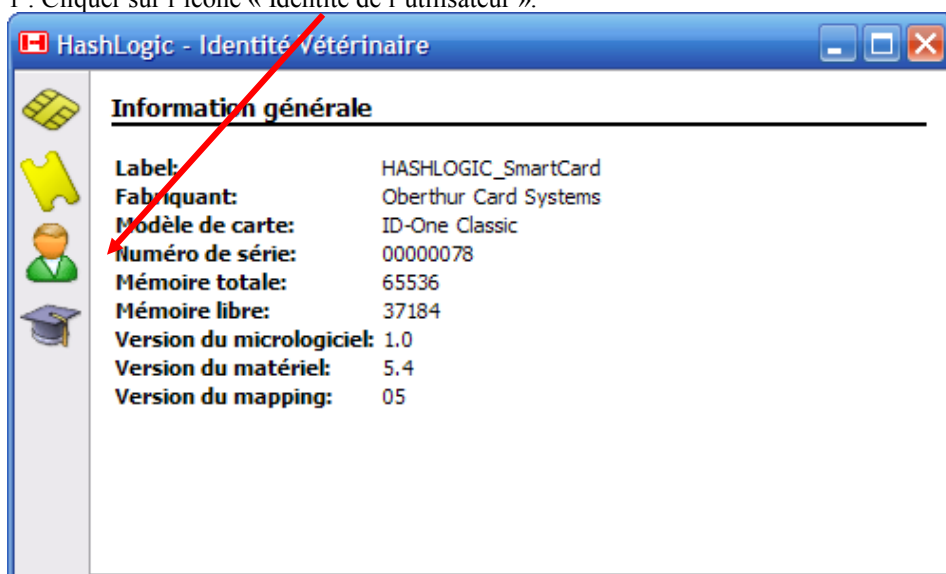 1 : Cliquer sur l'icône « Identité de l'utilisateur ».
HashLogic - Identité Vétérinaire
Information générale
Label: HASHLOGIC_SmartCard
Fabriquant: Oberthur Card Systems
Modèle de carte: ID-One Classic
Numéro de série: 00000078
Mémoire totale: 65536
Mémoire libre: 37184
Version du micrologiciel: 1.0
Version du matériel: 5.4
Version du mapping: 05